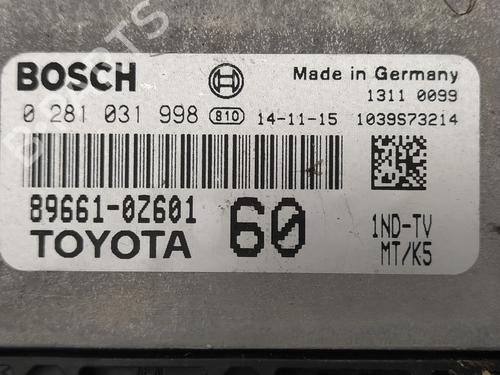 BOSCH
Made in Germany
1311 0099
0 281 031 998 810 14-11-15 1039S73214
89661-0Z601
TOYOTA
60
1ND-TV
MT/K5